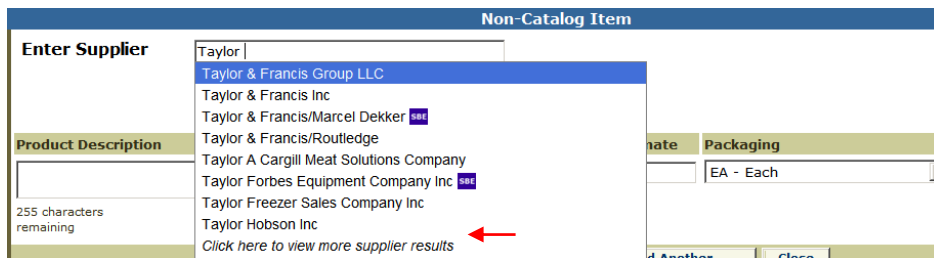 Non-Catalog Item
Enter Supplier
Taylor
Taylor & Francis Group LLC
Taylor & Francis Inc
Taylor & Francis/Marcel Dekker SBE
Taylor & Francis/Routledge
Taylor A Cargill Meat Solutions Company
Taylor Forbes Equipment Company Inc SBE
Taylor Freezer Sales Company Inc
Taylor Hobson Inc
Click here to view more supplier results
Product Description
mate Packaging
EA - Each
255 characters
remaining
d Another Close